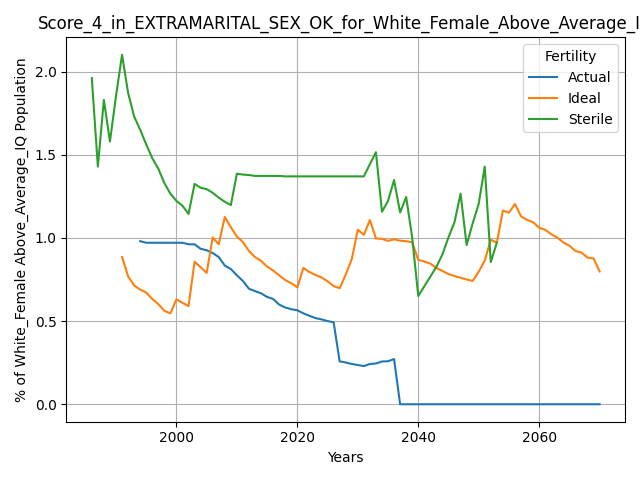 Score_4_in_EXTRAMARITAL_SEX_OK_for_White_Female_Above_Average_I
% of White_Female Above_Average_IQ Population
2.0
1.5
1.0
0.5
0.0
Fertility
Actual
Ideal
Sterile
2000
2020
2040
2060
Years